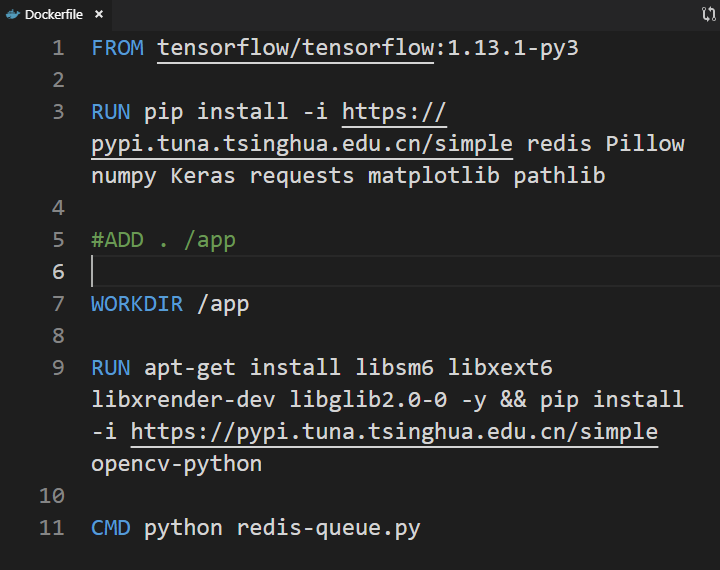 Dockerfile ×
1 FROM tensorflow/tensorflow:1.13.1-py3
2
3 RUN pip install -i https://
pypi.tuna.tsinghua.edu.cn/simple redis Pillow
numpy Keras requests matplotlib pathlib
4
5 #ADD . /app
6
7 WORKDIR /app
8
9 RUN apt-get install libsm6 libxext6
libxrender-dev libglib2.0-0 -y && pip install
-i https://pypi.tuna.tsinghua.edu.cn/simple
opencv-python
10
11 CMD python redis-queue.py